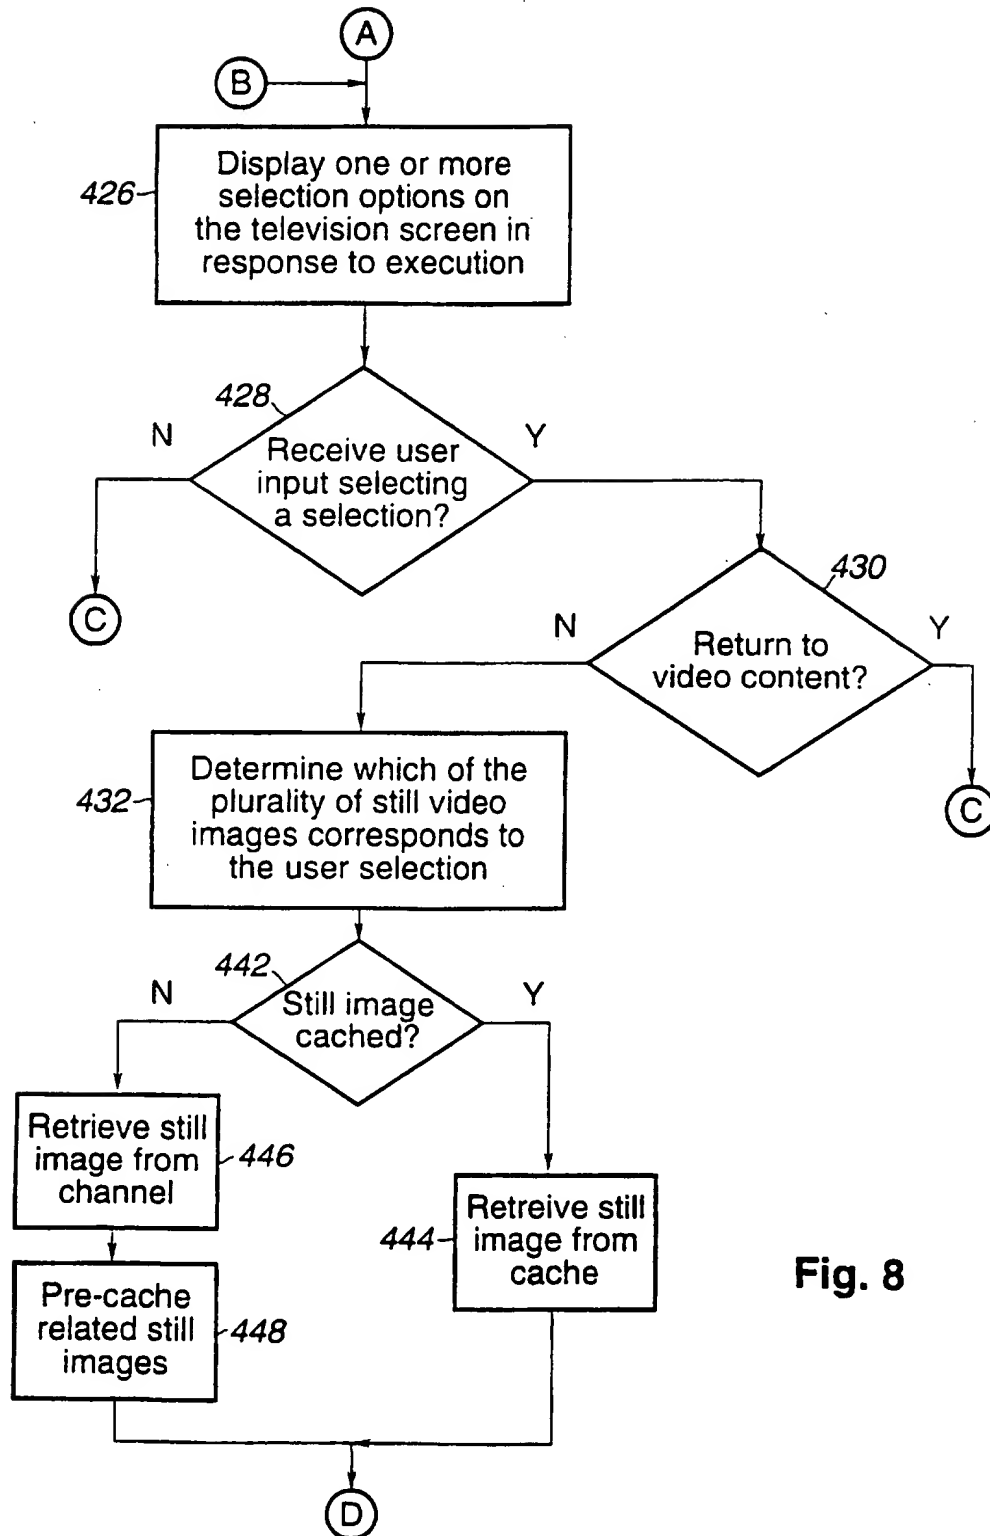 A
B
Display one or more
selection options on
the television screen in
response to execution
426
428
N
Y
Receive user
input selecting
a selection?
C
430
N
Y
Return to
video content?
C
Determine which of the
plurality of still video
images corresponds to
the user selection
432
442
N
Y
Still image
cached?
Retrieve still
image from
channel
446
Retreive still
image from
cache
444
Pre-cache
related still
images
448
Fig. 8
D